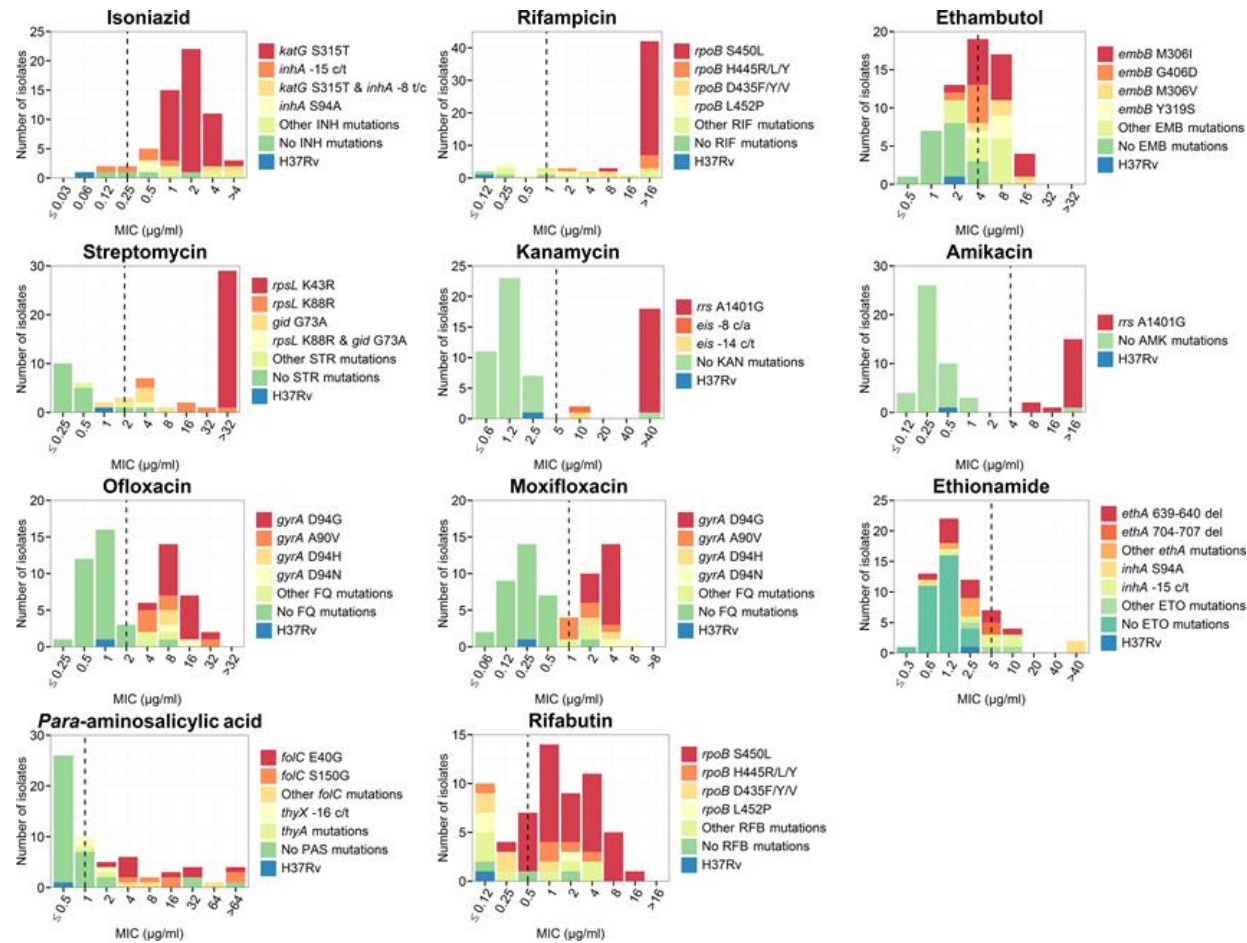 Isoniazid
Number of isolates
25
20
15
10
5
0
≤ 0.03
0.06
0.12
0.25
0.5
1
2
4
>4
MIC (µg/ml)
katG S315T
inhA -15 c/t
katG S315T & inhA -8 t/c
inhA S94A
Other INH mutations
No INH mutations
H37Rv
Rifampicin
Number of isolates
40
30
20
10
0
≤ 0.12
0.25
0.5
1
2
4
8
16
>16
MIC (µg/ml)
rpoB S450L
rpoB H445R/L/Y
rpoB D435F/Y/V
rpoB L452P
Other RIF mutations
No RIF mutations
H37Rv
Ethambutol
Number of isolates
20
15
10
5
0
≤ 0.5
1
2
4
8
16
32
>32
MIC (µg/ml)
embB M306I
embB G406D
embB M306V
embB Y319S
Other EMB mutations
No EMB mutations
H37Rv
Streptomycin
Number of isolates
30
20
10
0
≤ 0.25
0.5
1
2
4
8
16
32
>32
MIC (µg/ml)
rpsL K43R
rpsL K88R
gid G73A
rpsL K88R & gid G73A
Other STR mutations
No STR mutations
H37Rv
Kanamycin
Number of isolates
25
20
15
10
5
0
≤ 0.6
1.2
2.5
5
10
20
40
>40
MIC (µg/ml)
rrs A1401G
eis -8 c/a
eis -14 c/t
No KAN mutations
H37Rv
Amikacin
Number of isolates
30
20
10
0
≤ 0.12
0.25
0.5
1
2
4
8
16
>16
MIC (µg/ml)
rrs A1401G
No AMK mutations
H37Rv
Ofloxacin
Number of isolates
20
15
10
5
0
≤ 0.25
0.5
1
2
4
8
16
32
>32
MIC (µg/ml)
gyrA D94G
gyrA A90V
gyrA D94H
gyrA D94N
Other FQ mutations
No FQ mutations
H37Rv
Moxifloxacin
Number of isolates
20
15
10
5
0
≤ 0.06
0.12
0.25
0.5
1
2
4
8
>8
MIC (µg/ml)
gyrA D94G
gyrA A90V
gyrA D94H
gyrA D94N
Other FQ mutations
No FQ mutations
H37Rv
Ethionamide
Number of isolates
25
20
15
10
5
0
≤ 0.3
0.6
1.2
2.5
5
10
20
40
>40
MIC (µg/ml)
ethA 639-640 del
ethA 704-707 del
Other ethA mutations
inhA S94A
inhA -15 c/t
Other ETO mutations
No ETO mutations
H37Rv
Para-aminosalicylic acid
Number of isolates
30
20
10
0
≤ 0.5
1
2
4
8
16
32
64
>64
MIC (µg/ml)
folC E40G
folC S150G
Other folC mutations
thyX -16 c/t
thyA mutations
No PAS mutations
H37Rv
Rifabutin
Number of isolates
15
10
5
0
≤ 0.12
0.25
0.5
1
2
4
8
16
>16
MIC (µg/ml)
rpoB S450L
rpoB H445R/L/Y
rpoB D435F/Y/V
rpoB L452P
Other RFB mutations
No RFB mutations
H37Rv